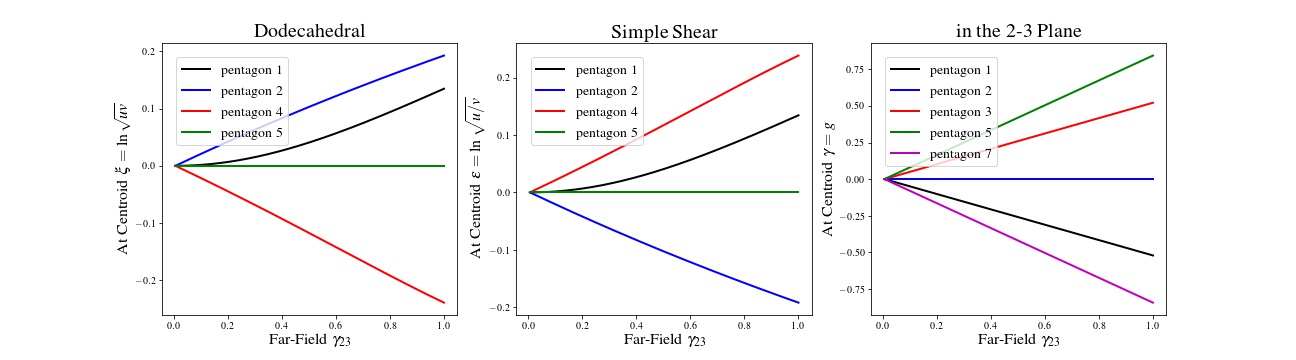 Dodecahedral
Simple Shear
in the 2-3 Plane
At Centroid ξ = ln √uv
0.2
0.1
0.0
−0.1
−0.2
pentagon 1
pentagon 2
pentagon 4
pentagon 5
0.0 0.2 0.4 0.6 0.8 1.0
Far-Field γ23
At Centroid ε = ln √u/v
0.2
0.1
0.0
−0.1
−0.2
pentagon 1
pentagon 2
pentagon 4
pentagon 5
0.0 0.2 0.4 0.6 0.8 1.0
Far-Field γ23
At Centroid γ = g
0.75
0.50
0.25
0.00
−0.25
−0.50
−0.75
pentagon 1
pentagon 2
pentagon 3
pentagon 5
pentagon 7
0.0 0.2 0.4 0.6 0.8 1.0
Far-Field γ23